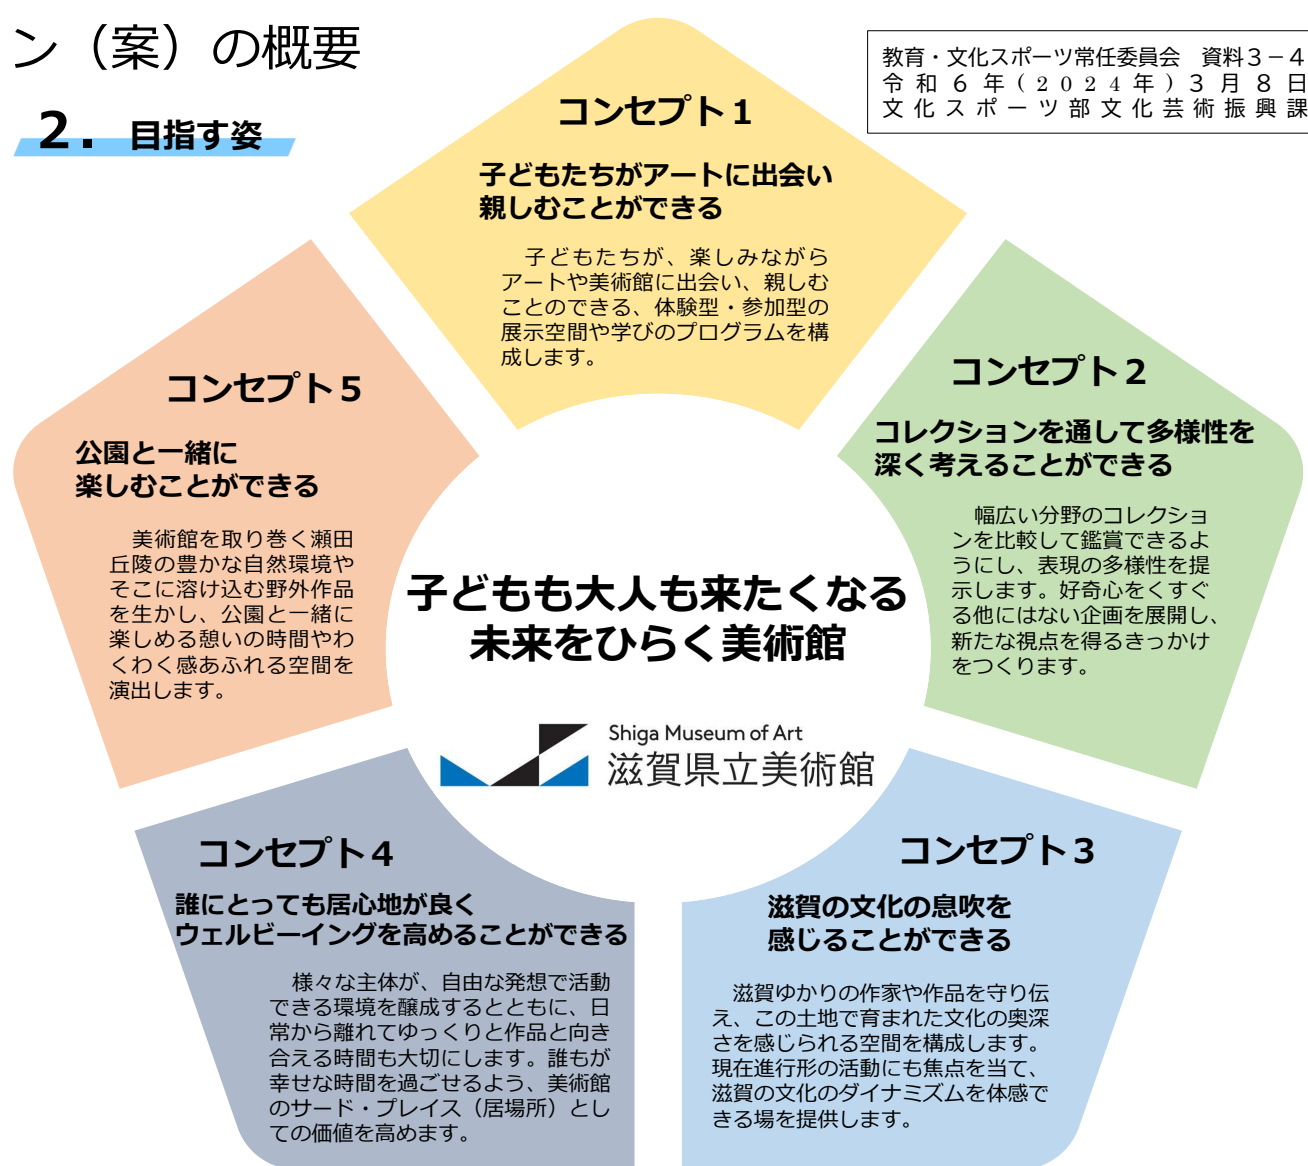 ン（案）の概要
教育・文化スポーツ常任委員会　資料３－４
令和６年(２０２４年)３月８日
文化スポーツ部文化芸術振興課
２．目指す姿
コンセプト１
子どもたちがアートに出会い
親しむことができる
　子どもたちが、楽しみながら
アートや美術館に出会い、親しむ
ことのできる、体験型・参加型の
展示空間や学びのプログラムを構
成します。
コンセプト２
コレクションを通して多様性を
深く考えることができる
　幅広い分野のコレクショ
ンを比較して鑑賞できるよ
うにし、表現の多様性を提
示します。好奇心をくすぐ
る他にはない企画を展開し、
新たな視点を得るきっかけ
をつくります。
コンセプト５
公園と一緒に
楽しむことができる
　美術館を取り巻く瀬田
丘陵の豊かな自然環境や
そこに溶け込む野外作品
を生かし、公園と一緒に
楽しめる憩いの時間やわ
くわく感あふれる空間を
演出します。
子どもも大人も来たくなる
未来をひらく美術館
Shiga Museum of Art
滋賀県立美術館
コンセプト４
誰にとっても居心地が良く
ウェルビーイングを高めることができる
　様々な主体が、自由な発想で活動
できる環境を醸成するとともに、日
常から離れてゆっくりと作品と向き
合える時間も大切にします。誰もが
幸せな時間を過ごせるよう、美術館
のサード・プレイス（居場所）とし
ての価値を高めます。
コンセプト３
滋賀の文化の息吹を
感じることができる
　滋賀ゆかりの作家や作品を守り伝
え、この土地で育まれた文化の奥深
さを感じられる空間を構成します。
現在進行形の活動にも焦点を当て、
滋賀の文化のダイナミズムを体感で
きる場を提供します。